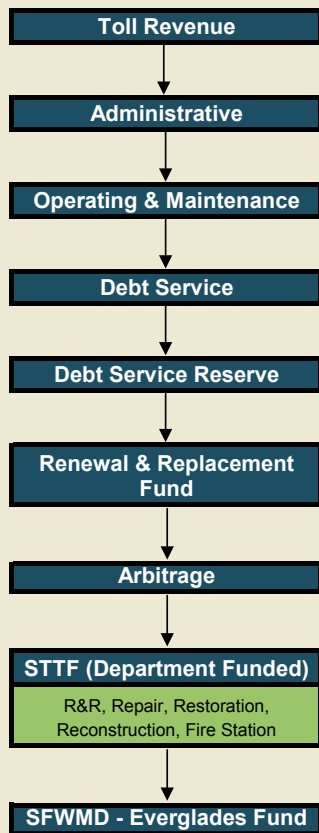 Toll Revenue
Administrative
Operating & Maintenance
Debt Service
Debt Service Reserve
Renewal & Replacement
Fund
Arbitrage
STTF (Department Funded)
R&R, Repair, Restoration,
Reconstruction, Fire Station
SFWMD - Everglades Fund